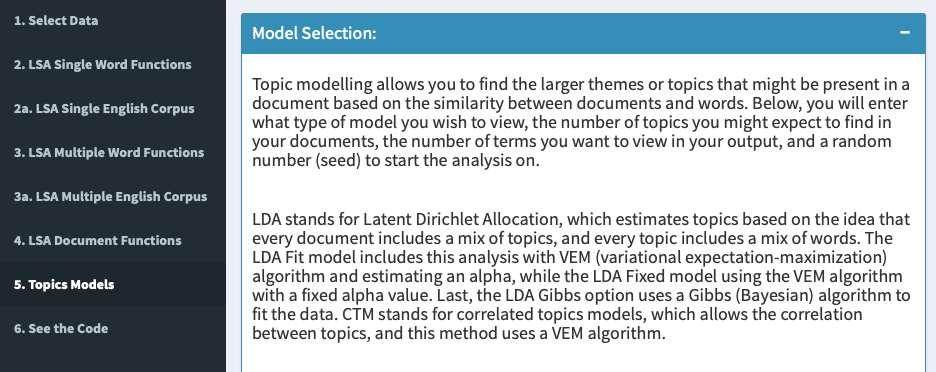 1. Select Data
2. LSA Single Word Functions
2a. LSA Single English Corpus
3. LSA Multiple Word Functions
3a. LSA Multiple English Corpus
4. LSA Document Functions
5. Topics Models
6. See the Code
Model Selection:
Topic modelling allows you to find the larger themes or topics that might be present in a
document based on the similarity between documents and words. Below, you will enter
what type of model you wish to view, the number of topics you might expect to find in
your documents, the number of terms you want to view in your output, and a random
number (seed) to start the analysis on.
LDA stands for Latent Dirichlet Allocation, which estimates topics based on the idea that
every document includes a mix of topics, and every topic includes a mix of words. The
LDA Fit model includes this analysis with VEM (variational expectation-maximization)
algorithm and estimating an alpha, while the LDA Fixed model using the VEM algorithm
with a fixed alpha value. Last, the LDA Gibbs option uses a Gibbs (Bayesian) algorithm to
fit the data. CTM stands for correlated topics models, which allows the correlation
between topics, and this method uses a VEM algorithm.